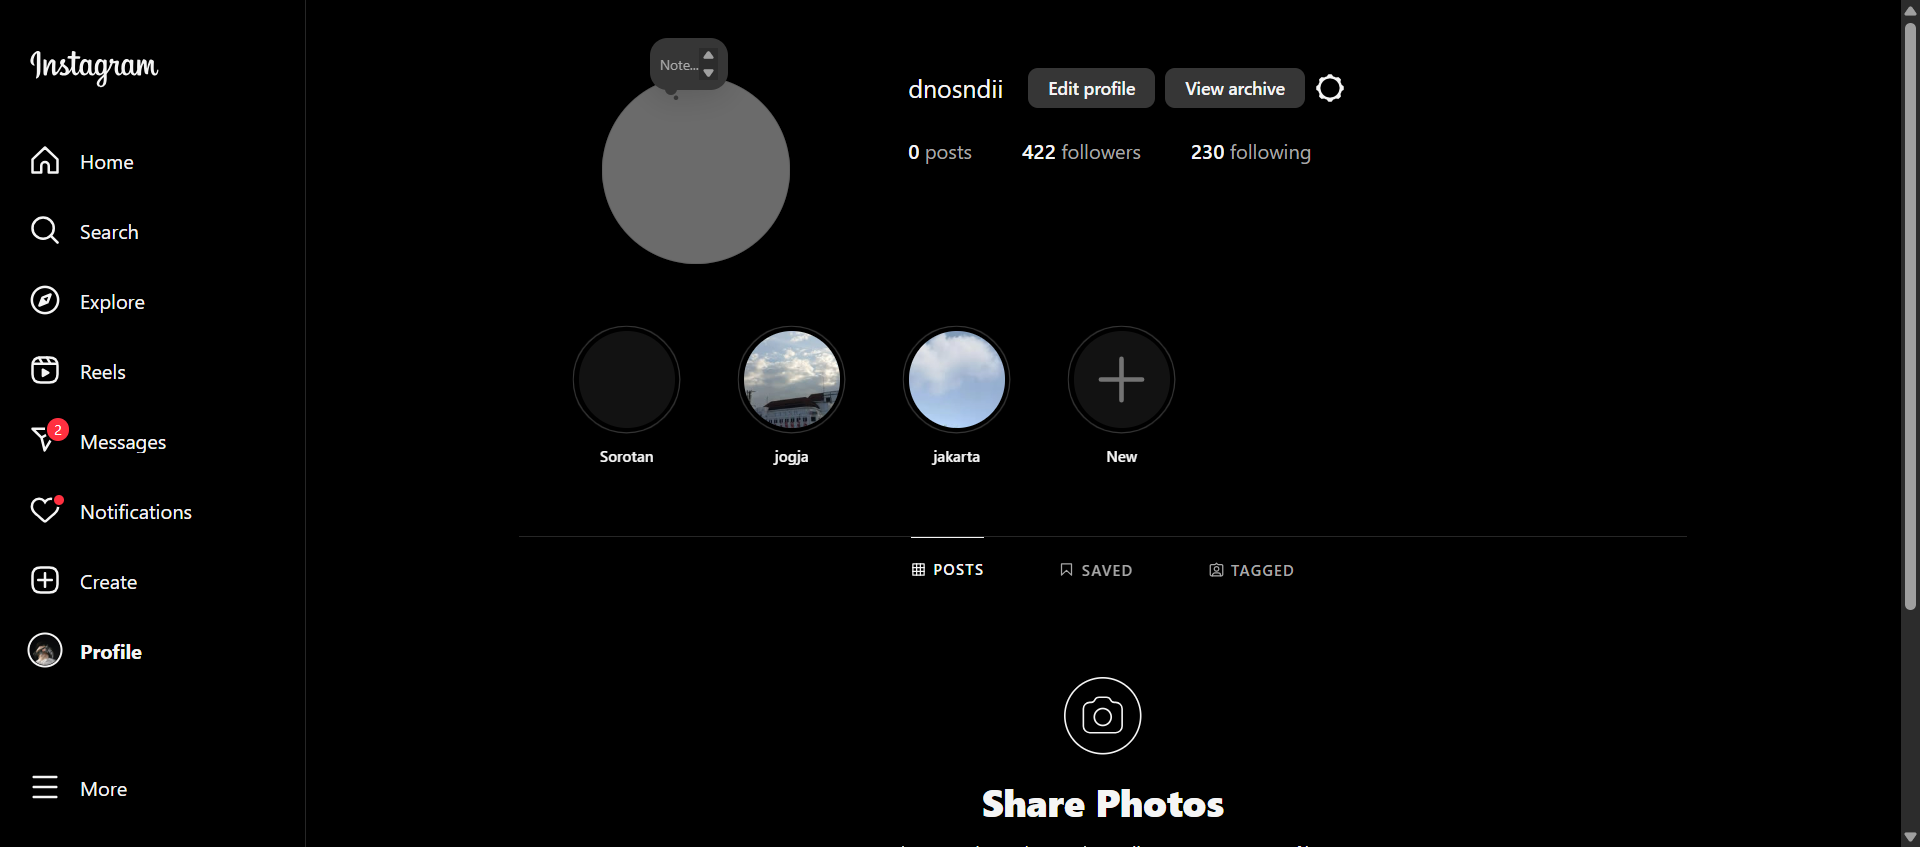 Instagram
Home
Search
Explore
Reels
2
Messages
Notifications
Create
Profile
More
Note...
dnosndii
Edit profile
View archive
0 posts
422 followers
230 following
Sorotan
jogja
jakarta
New
POSTS
SAVED
TAGGED
Share Photos